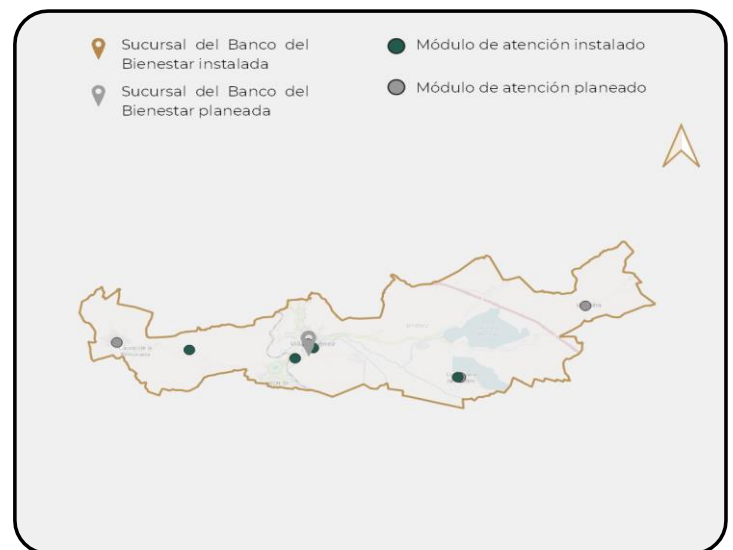 Sucursal del Banco del
Bienestar instalada
Sucursal del Banco del
Bienestar planeada
Módulo de atención instalado
Módulo de atención planeado